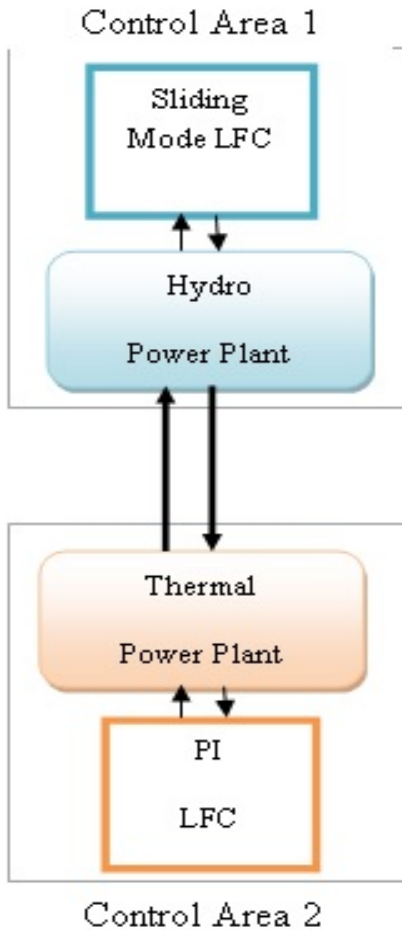 Control Area 1
Sliding
Mode LFC
Hydro
Power Plant
Thermal
Power Plant
PI
LFC
Control Area 2